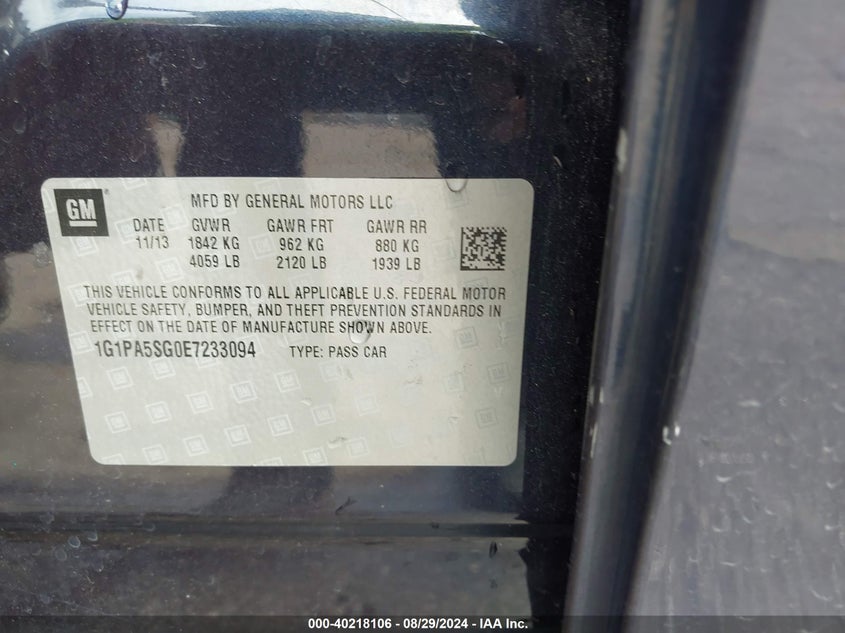 GM
MFD BY GENERAL MOTORS LLC
DATE GVWR GAWR FRT GAWR RR
11/13 1842 KG 962 KG 880 KG
4059 LB 2120 LB 1939 LB
THIS VEHICLE CONFORMS TO ALL APPLICABLE U.S. FEDERAL MOTOR
VEHICLE SAFETY, BUMPER, AND THEFT PREVENTION STANDARDS IN
EFFECT ON THE DATE OF MANUFACTURE SHOWN ABOVE.
1G1PA5SG0E7233094 TYPE: PASS CAR
000-40218106 - 08/29/2024 - IAA Inc.